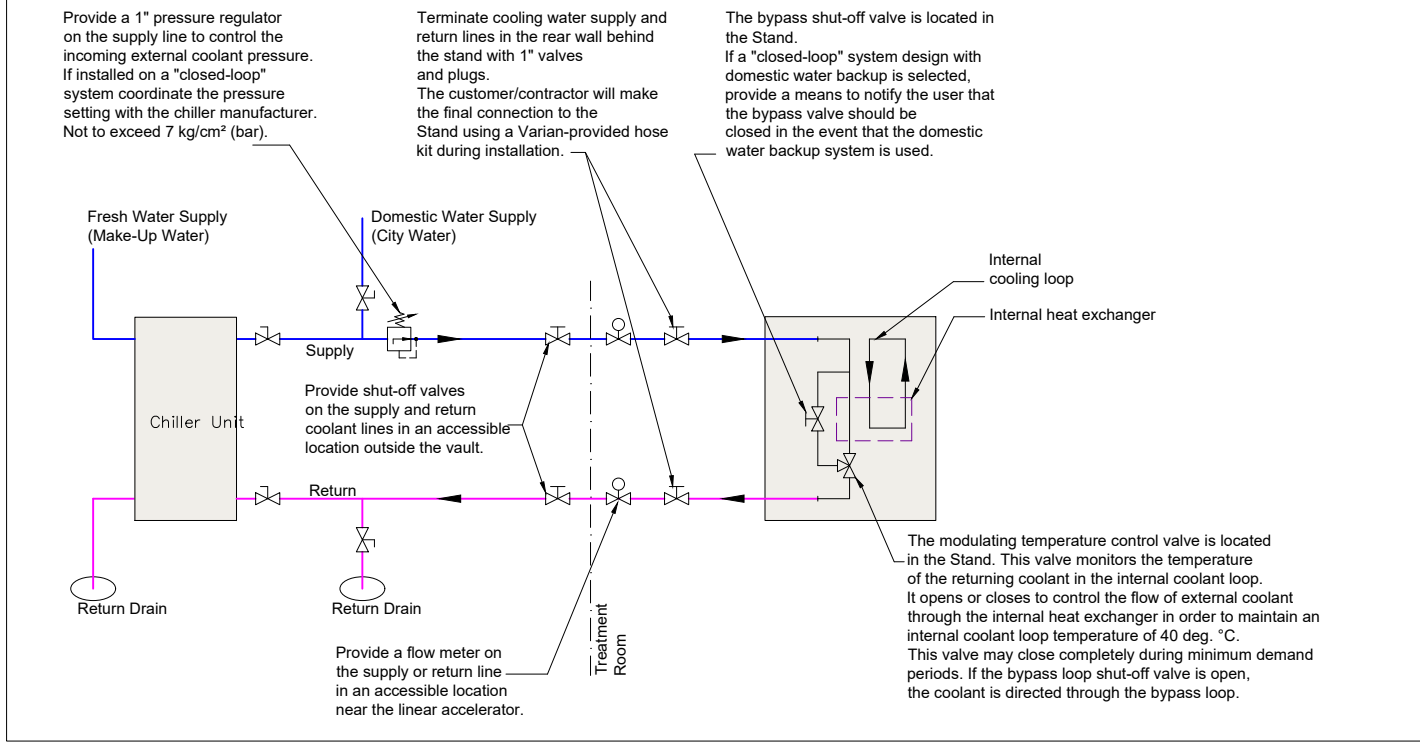 Provide a 1" pressure regulator
on the supply line to control the
incoming external coolant pressure.
If installed on a "closed-loop"
system coordinate the pressure
setting with the chiller manufacturer.
Not to exceed 7 kg/cm² (bar).
Terminate cooling water supply and
return lines in the rear wall behind
the stand with 1" valves
and plugs.
The customer/contractor will make
the final connection to the
Stand using a Varian-provided hose
kit during installation.
The bypass shut-off valve is located in
the Stand.
If a "closed-loop" system design with
domestic water backup is selected,
provide a means to notify the user that
the bypass valve should be
closed in the event that the domestic
water backup system is used.
Fresh Water Supply
(Make-Up Water)
Domestic Water Supply
(City Water)
Internal
cooling loop
Internal heat exchanger
Supply
Provide shut-off valves
on the supply and return
coolant lines in an accessible
location outside the vault.
Chiller Unit
Return
Return Drain
Return Drain
Treatment
Room
Provide a flow meter on
the supply or return line
in an accessible location
near the linear accelerator.
The modulating temperature control valve is located
in the Stand. This valve monitors the temperature
of the returning coolant in the internal coolant loop.
It opens or closes to control the flow of external coolant
through the internal heat exchanger in order to maintain an
internal coolant loop temperature of 40 deg. °C.
This valve may close completely during minimum demand
periods. If the bypass loop shut-off valve is open,
the coolant is directed through the bypass loop.